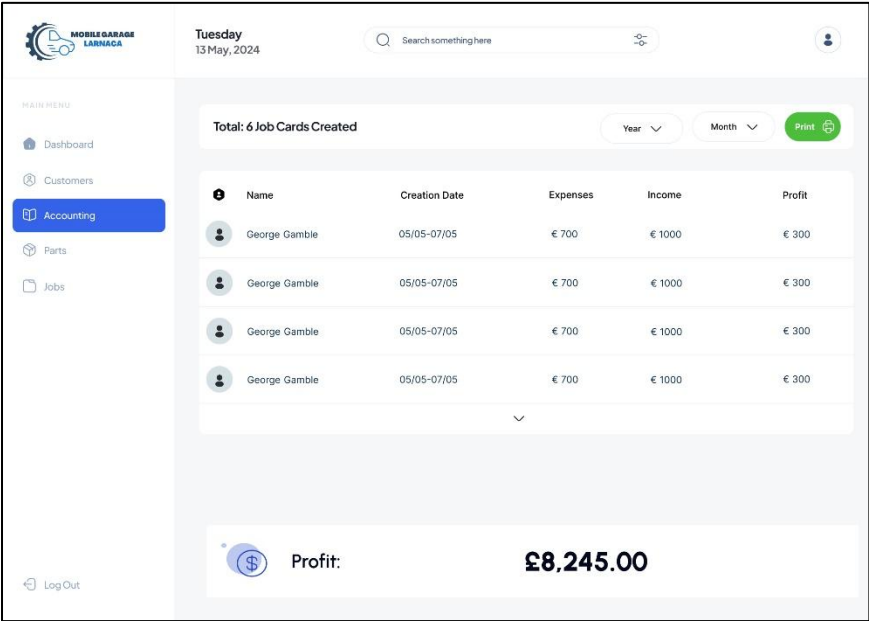 MOBILE GARAGE
LARNACA
Tuesday
13 May, 2024
Search something here
MAIN MENU
Dashboard
Customers
Accounting
Parts
Jobs
Log Out
Total: 6 Job Cards Created
Year
Month
Print
Name Creation Date Expenses Income Profit
George Gamble 05/05-07/05 € 700 € 1000 € 300
George Gamble 05/05-07/05 € 700 € 1000 € 300
George Gamble 05/05-07/05 € 700 € 1000 € 300
George Gamble 05/05-07/05 € 700 € 1000 € 300
$ Profit: £8,245.00